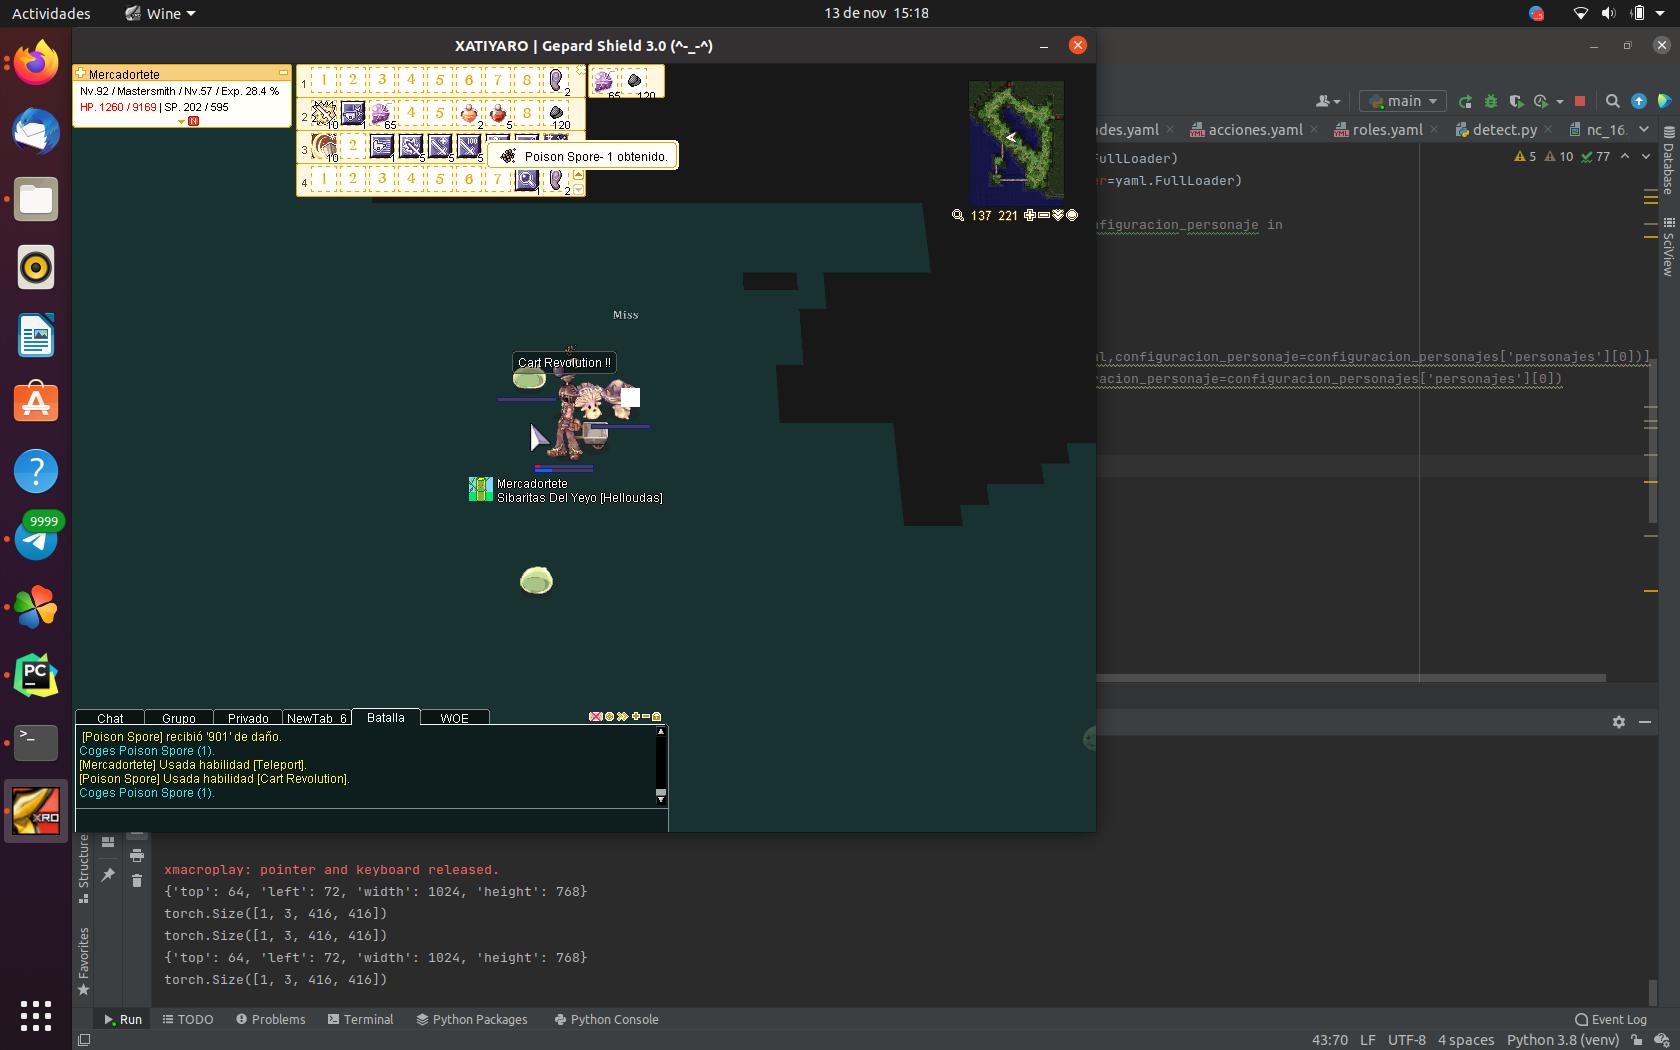 Actividades
Wine
13 de nov 15:18
XATIYARO | Gepard Shield 3.0 (^-_-^)
Mercadortete
Nv.92 / Mastersmith / Nv.57 / Exp. 28.4 %
HP. 1260 / 9169 | SP. 202 / 595
N
1 1 2 3 4 5 6 7 8 2
65 120
2 10 1 65 4 5 2 5 8 120
3 10 2 1 5 5 5
Poison Spore- 1 obtenido.
4 1 2 3 4 5 6 7 1 2
137 221
main
des.yaml
acciones.yaml
roles.yaml
detect.py
nc_16.
FullLoader)
5 10 77
=yaml.FullLoader)
nfiguracion_personaje in
l,configuracion_personaje=configuracion_personajes['personajes'][0])]
racion_personaje=configuracion_personajes['personajes'][0])
Database
SciView
Miss
Cart Revolution !!
Mercadortete
Sibaritas Del Yeyo [Helloudas]
9999
PC
XRO
Chat Grupo Privado NewTab_6 Batalla WOE
[Poison Spore] recibió '901' de daño.
Coges Poison Spore (1).
[Mercadortete] Usada habilidad [Teleport].
[Poison Spore] Usada habilidad [Cart Revolution].
Coges Poison Spore (1).
Structure
Favorites
xmacroplay: pointer and keyboard released.
{'top': 64, 'left': 72, 'width': 1024, 'height': 768}
torch.Size([1, 3, 416, 416])
torch.Size([1, 3, 416, 416])
{'top': 64, 'left': 72, 'width': 1024, 'height': 768}
torch.Size([1, 3, 416, 416])
Run TODO Problems Terminal Python Packages Python Console
Event Log
43:70 LF UTF-8 4 spaces Python 3.8 (venv)